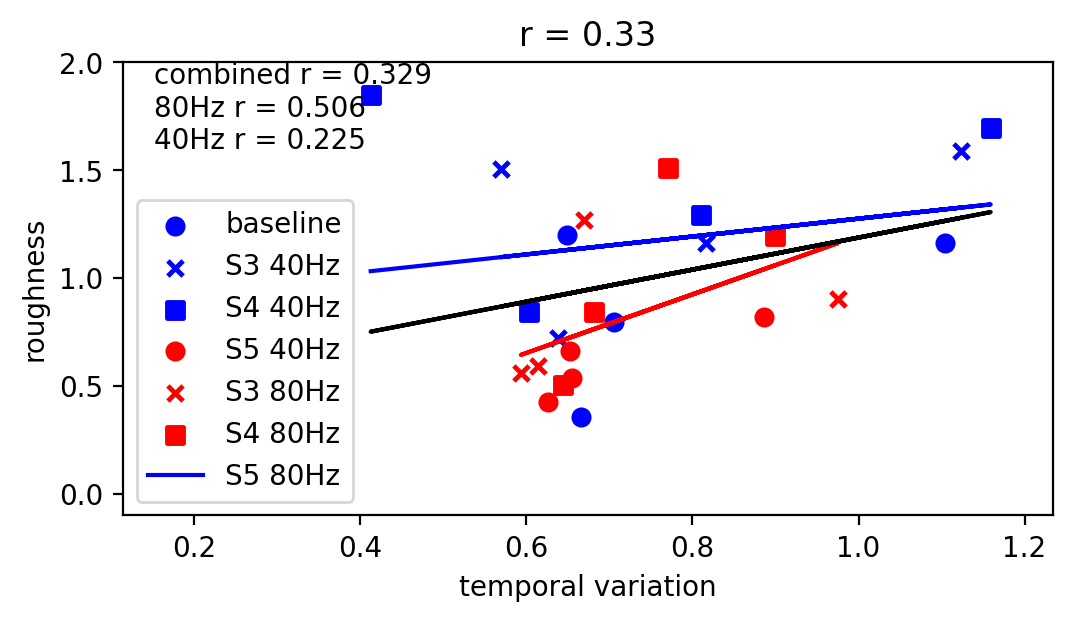 r = 0.33
combined r = 0.329
80Hz r = 0.506
40Hz r = 0.225
2.0
1.5
1.0
0.5
0.0
roughness
baseline
S3 40Hz
S4 40Hz
S5 40Hz
S3 80Hz
S4 80Hz
S5 80Hz
0.2 0.4 0.6 0.8 1.0 1.2
temporal variation